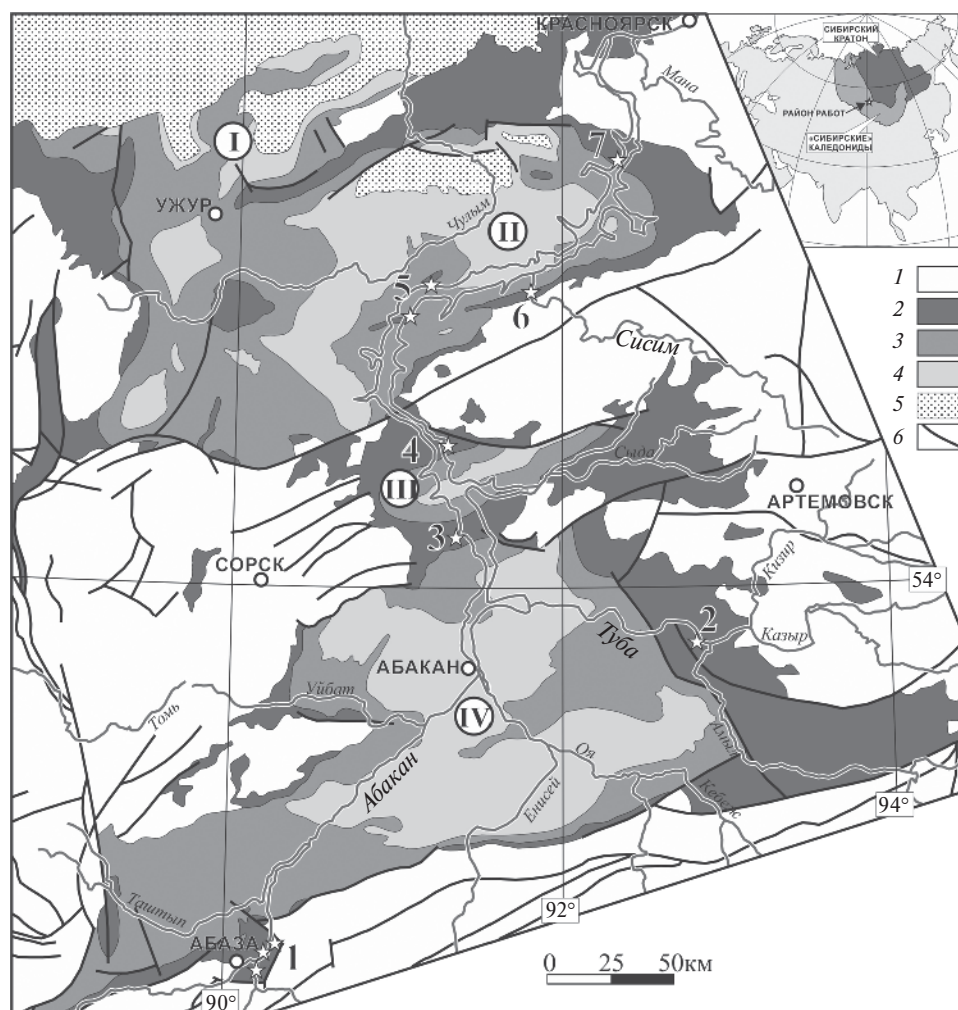 КРАСНОЯРСК
Мана
СИБИРСКИЙ
КРАТОН
РАЙОН РАБОТ
«СИБИРСКИЕ»
КАЛЕДОНИДЫ
I
7
УЖУР
Чулым
II
1
2
3
4
5
6
5
6
Сисим
4
Сыда
III
АРТЕМОВСК
3
СОРСК
Кизир
54°
2
Туба
Казыр
АБАКАН
Уйбат
IV
Томь
Амыл
Оя
Абакан
Енисей
Кебеж
94°
Таштып
92°
АБАЗА
1
0 25 50км
90°